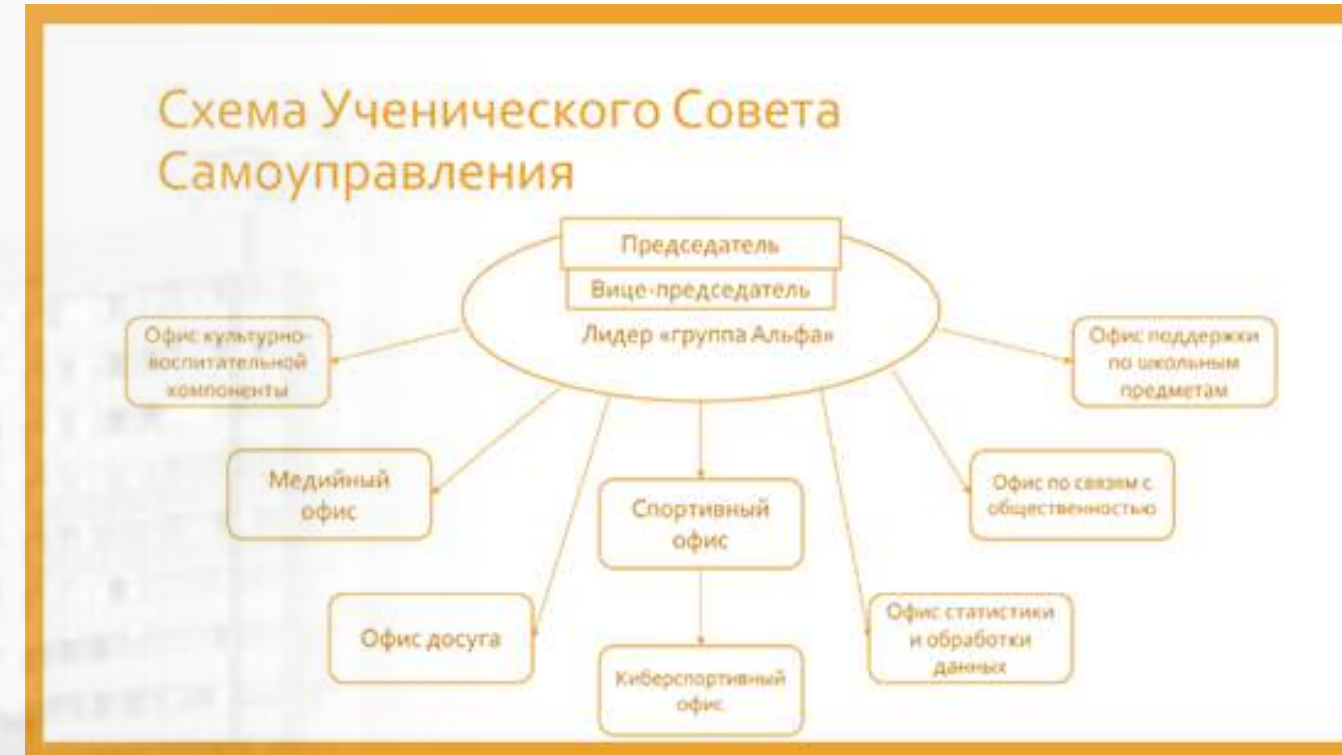 Схема Ученического Совета
Самоуправления
Председатель
Вице-председатель
Лидер «группа Альфа»
Офис культурно-
воспитательной
компоненты
Офис поддержки
по школьным
предметам
Медийный
офис
Спортивный
офис
Офис по связям с
общественностью
Офис досуга
Киберспортивный
офис
Офис статистики
и обработки
данных